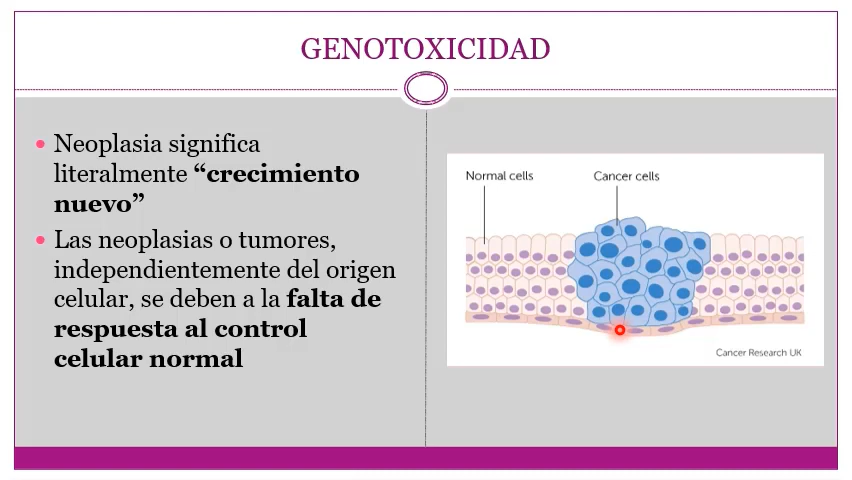 GENOTOXICIDAD
Neoplasia significa
literalmente “crecimiento
nuevo”
Las neoplasias o tumores,
independientemente del origen
celular, se deben a la falta de
respuesta al control
celular normal
Normal cells
Cancer cells
Cancer Research UK